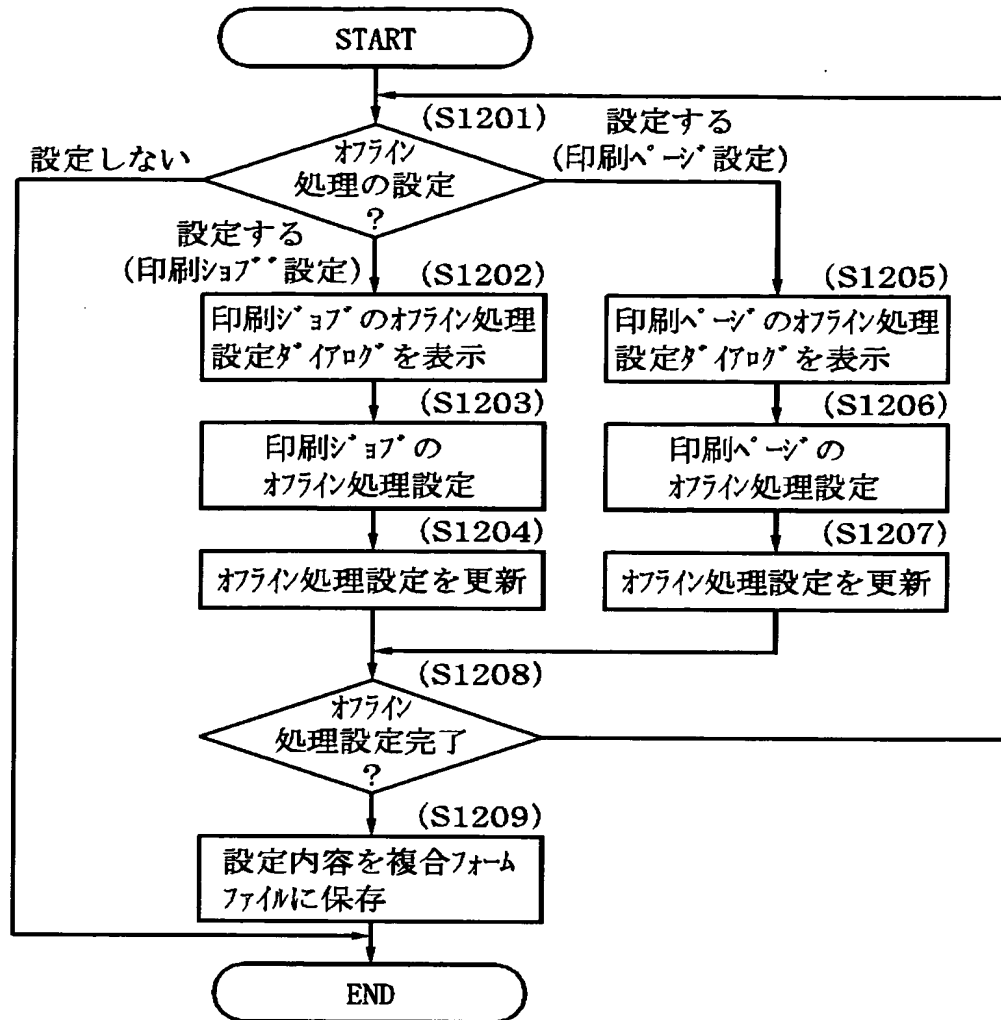 START
(S1201)
設定する
(印刷ページ設定)
設定しない
オフライン
処理の設定
?
設定する
(印刷ショブ゛設定)
(S1202)
印刷ジョブのオフライン処理
設定ダイアログを表示
(S1205)
印刷ページのオフライン処理
設定ダイアログを表示
(S1203)
印刷ジョブの
オフライン処理設定
(S1206)
印刷ページの
オフライン処理設定
(S1204)
オフライン処理設定を更新
(S1207)
オフライン処理設定を更新
(S1208)
オフライン
処理設定完了
?
(S1209)
設定内容を複合フォーム
ファイルに保存
END